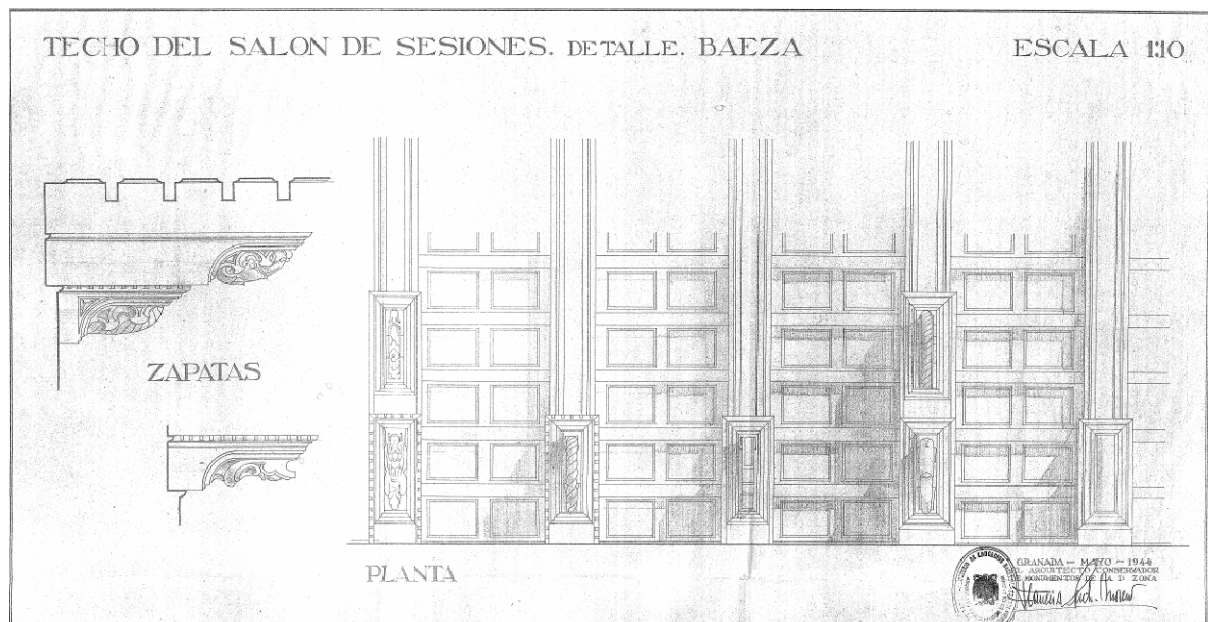 TECHO DEL SALON DE SESIONES. DETALLE. BAEZA
ESCALA 1:10
ZAPATAS
PLANTA
GRANADA - MAYO - 1944
EL ARQUITECTO CONSERVADOR
DE MONUMENTOS DE LA ZONA